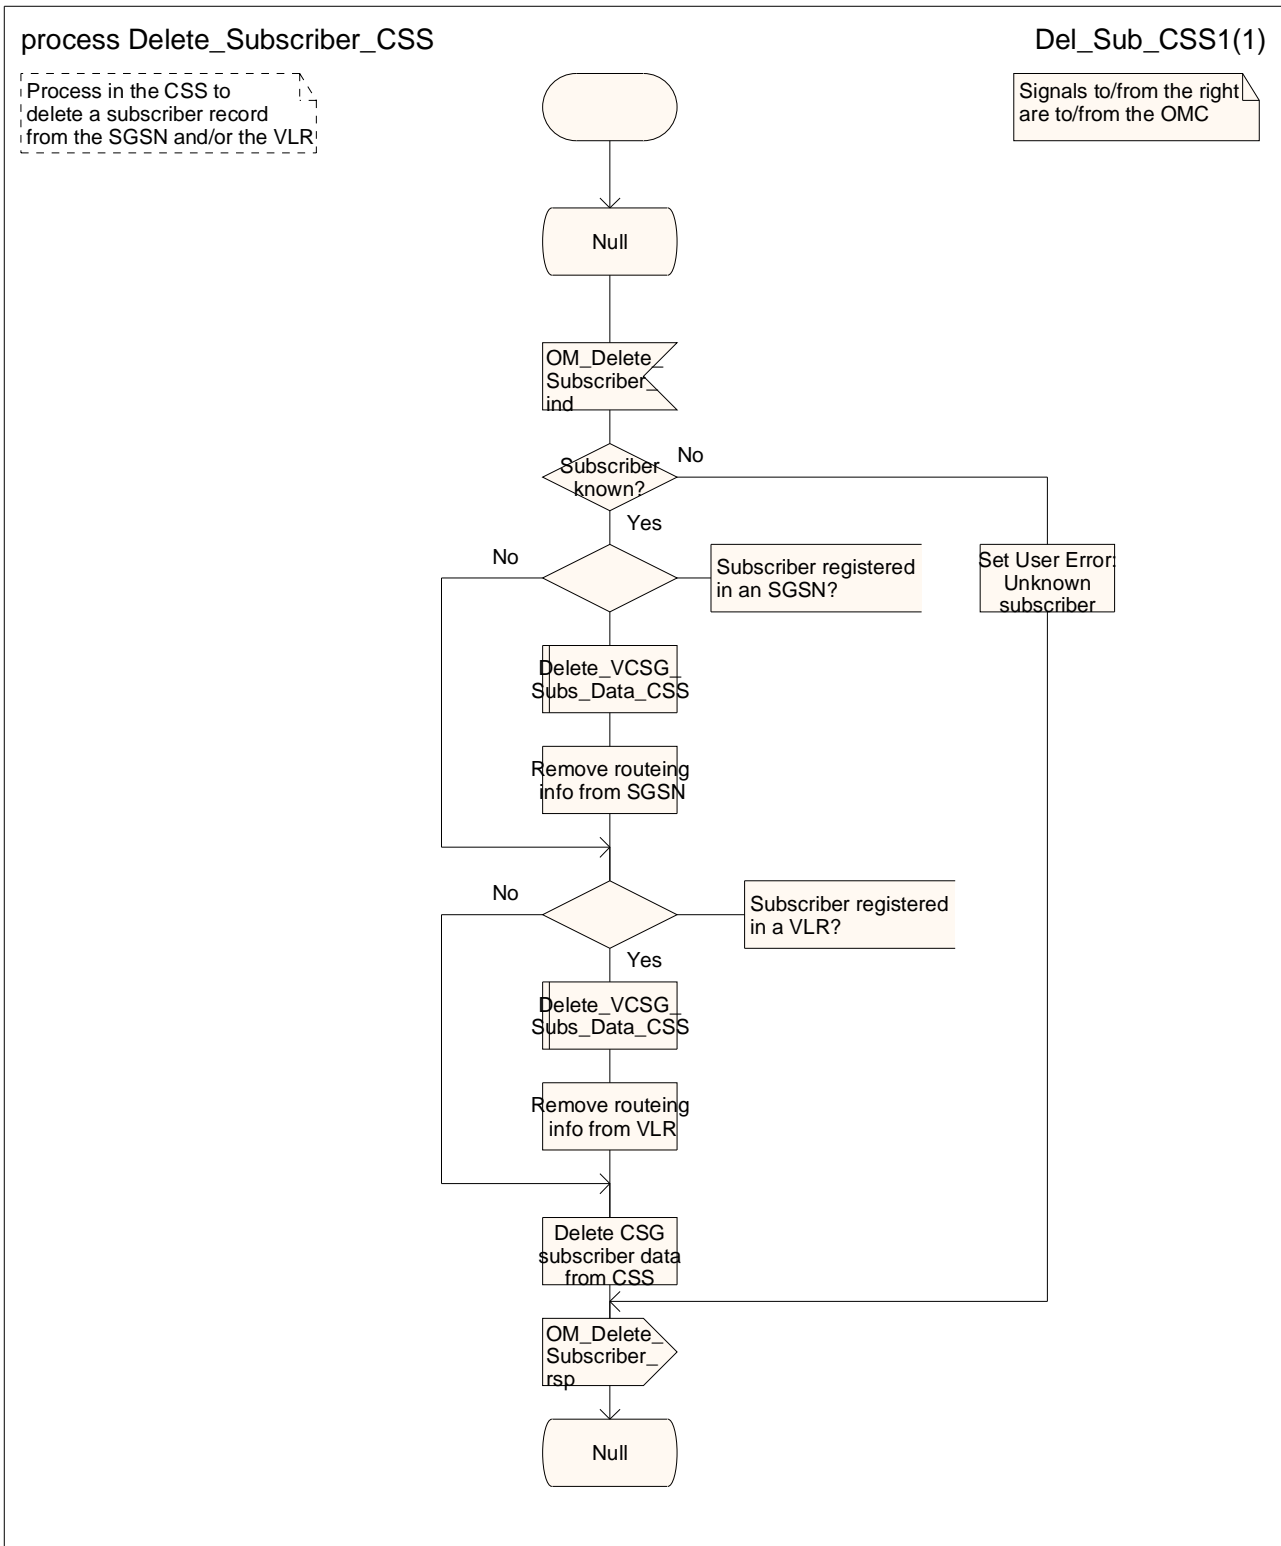 process Delete_Subscriber_CSS
Del_Sub_CSS1(1)
Process in the CSS to
delete a subscriber record
from the SGSN and/or the VLR
Signals to/from the right
are to/from the OMC
Null
OM_Delete_
Subscriber_
ind
Subscriber
known?
No
Yes
No
Subscriber registered
in an SGSN?
Set User Error:
Unknown
subscriber
Delete_VCSG_
Subs_Data_CSS
Remove routeing
info from SGSN
No
Subscriber registered
in a VLR?
Yes
Delete_VCSG_
Subs_Data_CSS
Remove routeing
info from VLR
Delete CSG
subscriber data
from CSS
OM_Delete_
Subscriber_
rsp
Null